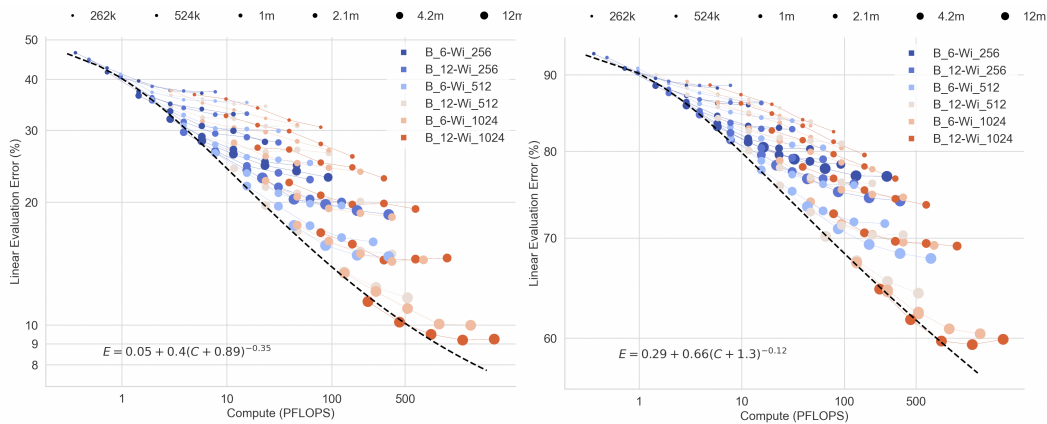 262k 524k 1m 2.1m 4.2m 12m
50
40
30
20
10
9
8
Linear Evaluation Error (%)
B_6-Wi_256
B_12-Wi_256
B_6-Wi_512
B_12-Wi_512
B_6-Wi_1024
B_12-Wi_1024
E = 0.05 + 0.4(C + 0.89)^{-0.35}
1 10 100 500
Compute (PFLOPS)
262k 524k 1m 2.1m 4.2m 12m
90
80
70
60
Linear Evaluation Error (%)
B_6-Wi_256
B_12-Wi_256
B_6-Wi_512
B_12-Wi_512
B_6-Wi_1024
B_12-Wi_1024
E = 0.29 + 0.66(C + 1.3)^{-0.12}
1 10 100 500
Compute (PFLOPS)